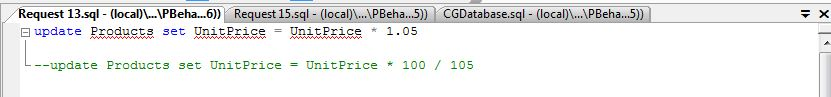 Request 13.sql - (local)\...\PBeha...6)) Request 15.sql - (local)\...\PBeha...5)) CGDatabase.sql - (local)\...\PBeha...5))
update Products set UnitPrice = UnitPrice * 1.05
--update Products set UnitPrice = UnitPrice * 100 / 105